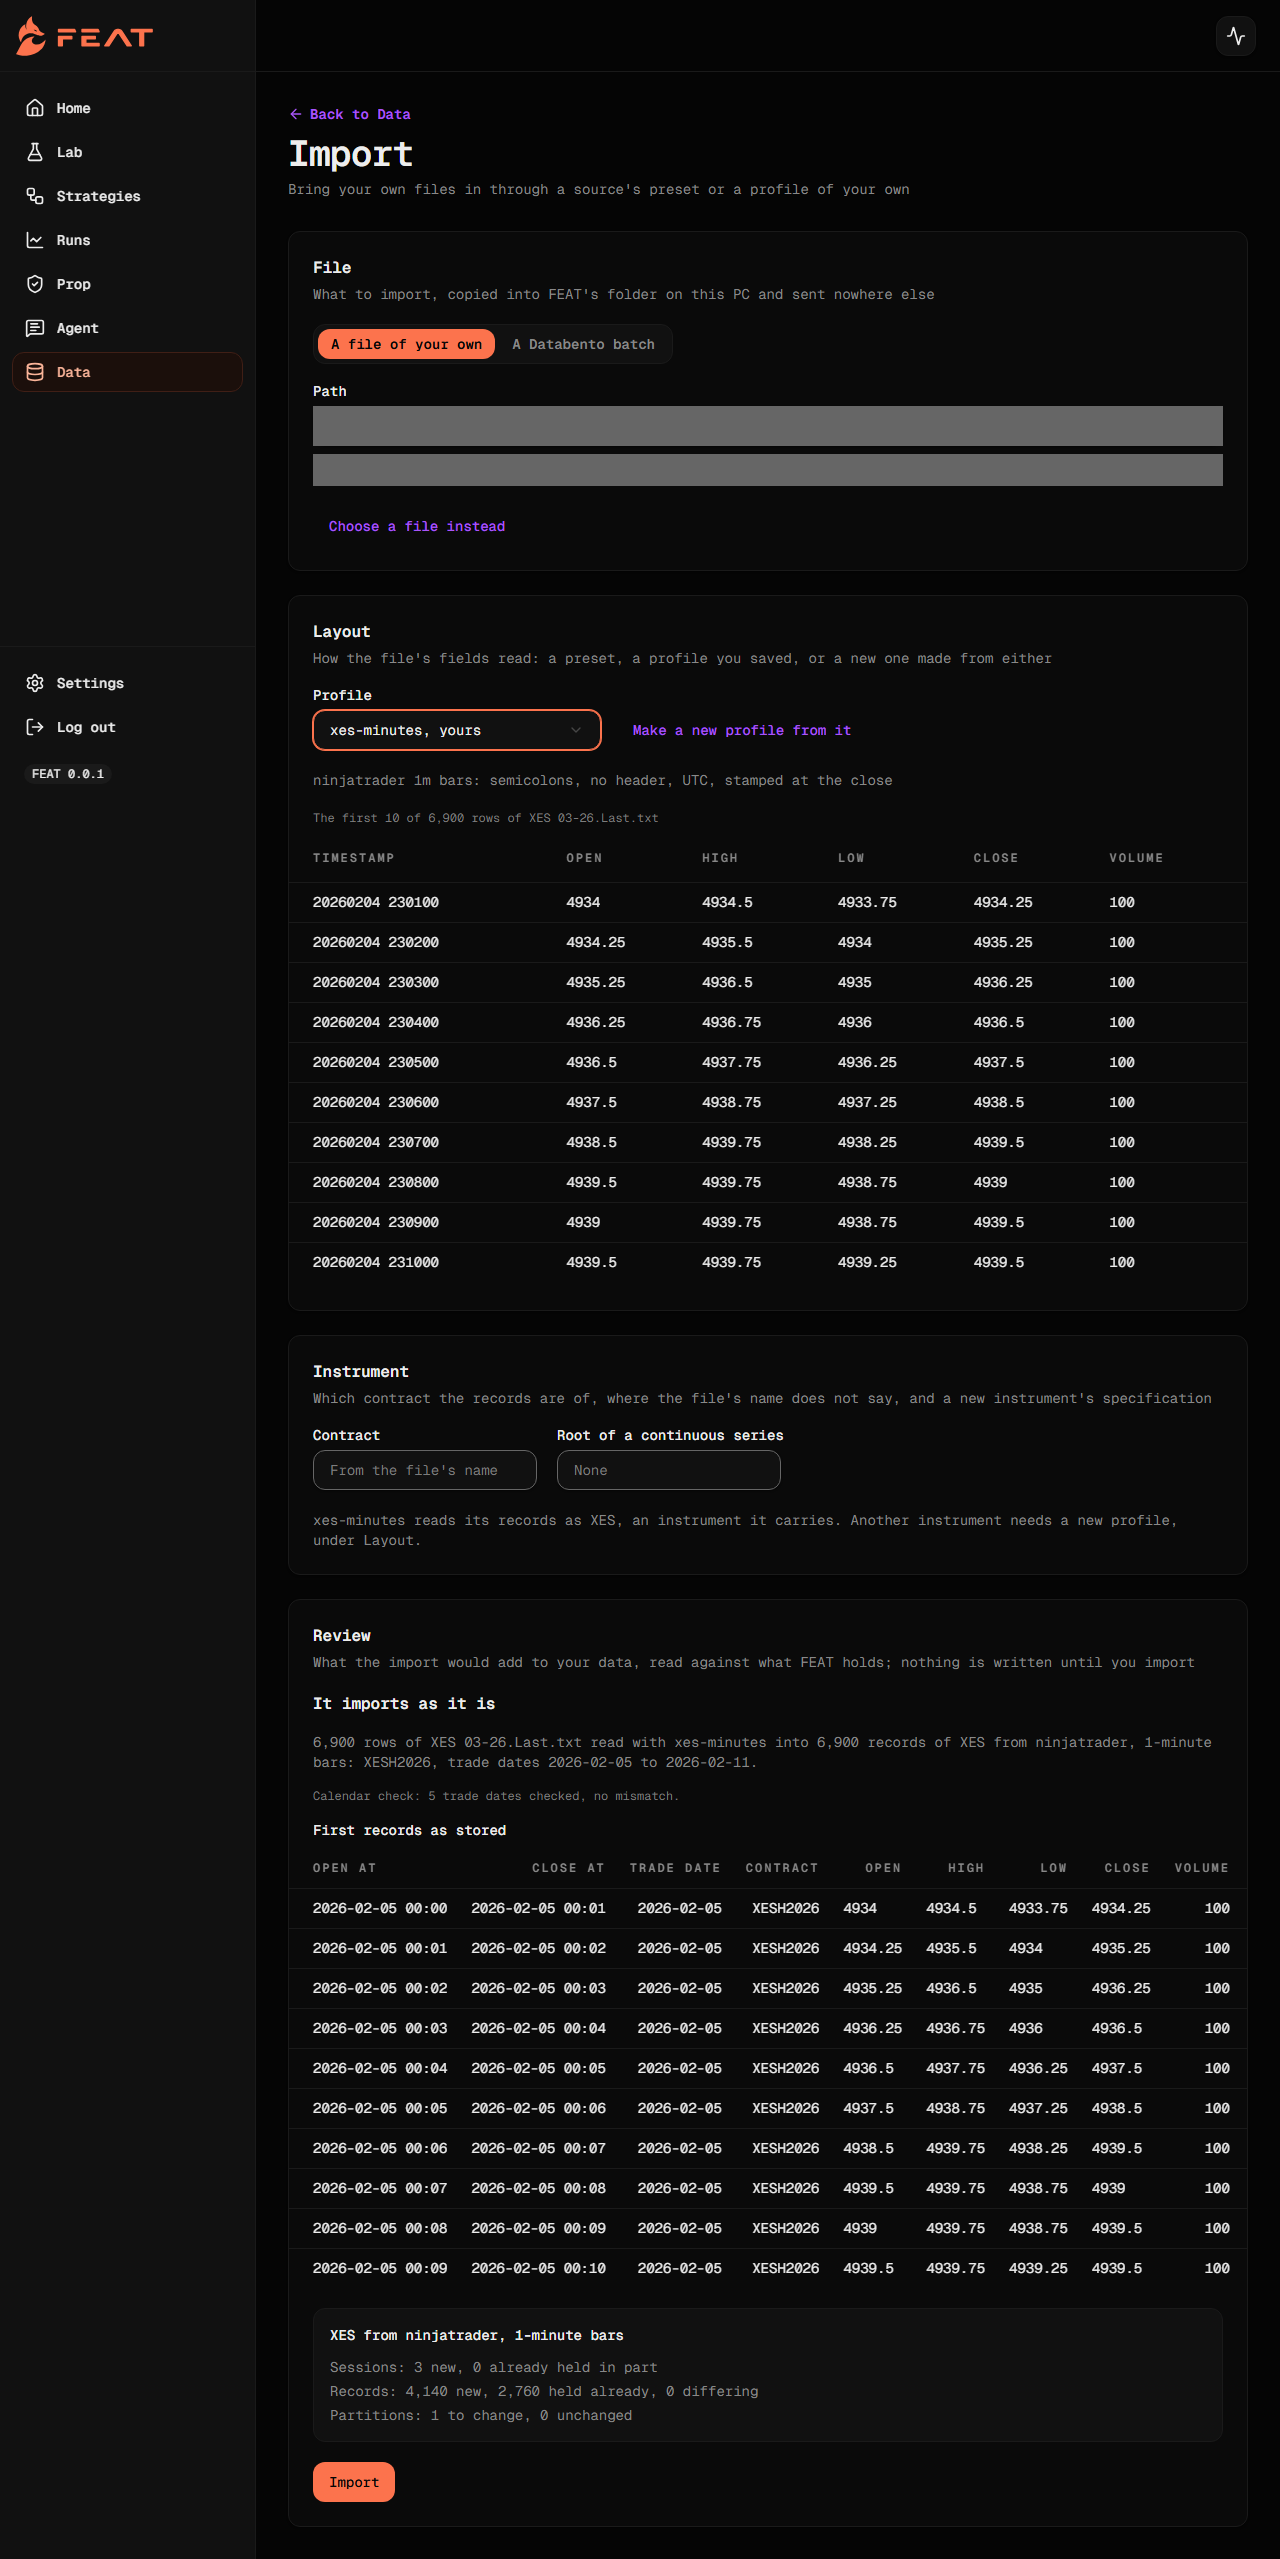 FEAT
Home
Lab
Strategies
Runs
Prop
Agent
Data
Settings
Log out
FEAT 0.0.1
Back to Data
Import
Bring your own files in through a source's preset or a profile of your own
File
What to import, copied into FEAT's folder on this PC and sent nowhere else
A file of your own A Databento batch
Path
Choose a file instead
Layout
How the file's fields read: a preset, a profile you saved, or a new one made from either
Profile
xes-minutes, yours Make a new profile from it
ninjatrader 1m bars: semicolons, no header, UTC, stamped at the close
The first 10 of 6,900 rows of XES 03-26.Last.txt
TIMESTAMP OPEN HIGH LOW CLOSE VOLUME
20260204 230100 4934 4934.5 4933.75 4934.25 100
20260204 230200 4934.25 4935.5 4934 4935.25 100
20260204 230300 4935.25 4936.5 4935 4936.25 100
20260204 230400 4936.25 4936.75 4936 4936.5 100
20260204 230500 4936.5 4937.75 4936.25 4937.5 100
20260204 230600 4937.5 4938.75 4937.25 4938.5 100
20260204 230700 4938.5 4939.75 4938.25 4939.5 100
20260204 230800 4939.5 4939.75 4938.75 4939 100
20260204 230900 4939 4939.75 4938.75 4939.5 100
20260204 231000 4939.5 4939.75 4939.25 4939.5 100
Instrument
Which contract the records are of, where the file's name does not say, and a new instrument's specification
Contract Root of a continuous series
From the file's name None
xes-minutes reads its records as XES, an instrument it carries. Another instrument needs a new profile,
under Layout.
Review
What the import would add to your data, read against what FEAT holds; nothing is written until you import
It imports as it is
6,900 rows of XES 03-26.Last.txt read with xes-minutes into 6,900 records of XES from ninjatrader, 1-minute
bars: XESH2026, trade dates 2026-02-05 to 2026-02-11.
Calendar check: 5 trade dates checked, no mismatch.
First records as stored
OPEN AT CLOSE AT TRADE DATE CONTRACT OPEN HIGH LOW CLOSE VOLUME
2026-02-05 00:00 2026-02-05 00:01 2026-02-05 XESH2026 4934 4934.5 4933.75 4934.25 100
2026-02-05 00:01 2026-02-05 00:02 2026-02-05 XESH2026 4934.25 4935.5 4934 4935.25 100
2026-02-05 00:02 2026-02-05 00:03 2026-02-05 XESH2026 4935.25 4936.5 4935 4936.25 100
2026-02-05 00:03 2026-02-05 00:04 2026-02-05 XESH2026 4936.25 4936.75 4936 4936.5 100
2026-02-05 00:04 2026-02-05 00:05 2026-02-05 XESH2026 4936.5 4937.75 4936.25 4937.5 100
2026-02-05 00:05 2026-02-05 00:06 2026-02-05 XESH2026 4937.5 4938.75 4937.25 4938.5 100
2026-02-05 00:06 2026-02-05 00:07 2026-02-05 XESH2026 4938.5 4939.75 4938.25 4939.5 100
2026-02-05 00:07 2026-02-05 00:08 2026-02-05 XESH2026 4939.5 4939.75 4938.75 4939 100
2026-02-05 00:08 2026-02-05 00:09 2026-02-05 XESH2026 4939 4939.75 4938.75 4939.5 100
2026-02-05 00:09 2026-02-05 00:10 2026-02-05 XESH2026 4939.5 4939.75 4939.25 4939.5 100
XES from ninjatrader, 1-minute bars
Sessions: 3 new, 0 already held in part
Records: 4,140 new, 2,760 held already, 0 differing
Partitions: 1 to change, 0 unchanged
Import